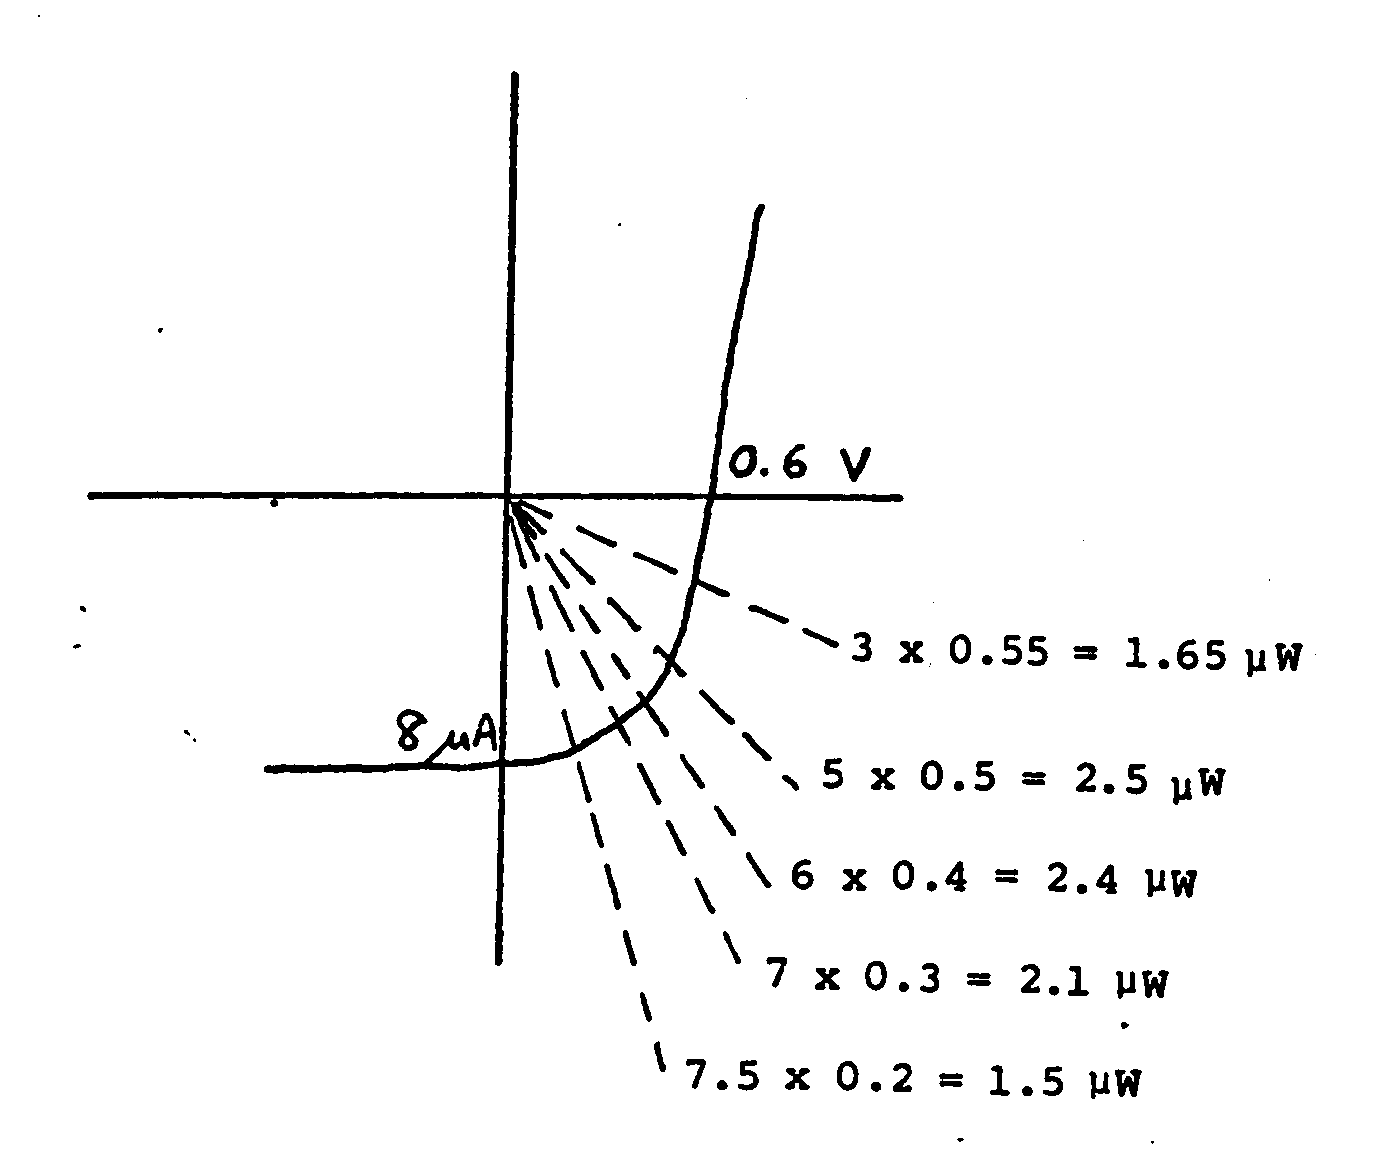 0.6 V
3 x 0.55 = 1.65 µW
8 µA
5 x 0.5 = 2.5 µW
6 x 0.4 = 2.4 µW
7 x 0.3 = 2.1 µW
7.5 x 0.2 = 1.5 µW